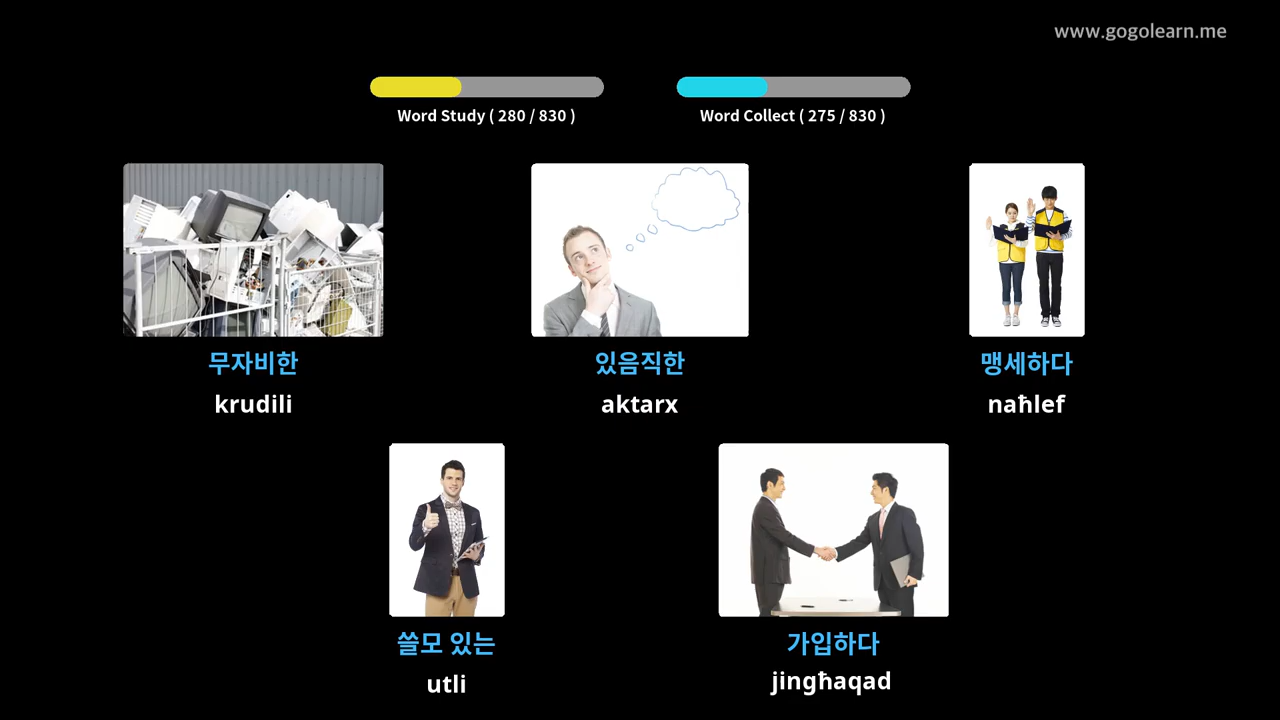 www.gogolearn.me
Word Study ( 280 / 830 )
Word Collect ( 275 / 830 )
무자비한
krudili
있음직한
aktarx
맹세하다
naħlef
쓸모 있는
utli
가입하다
jingħaqad